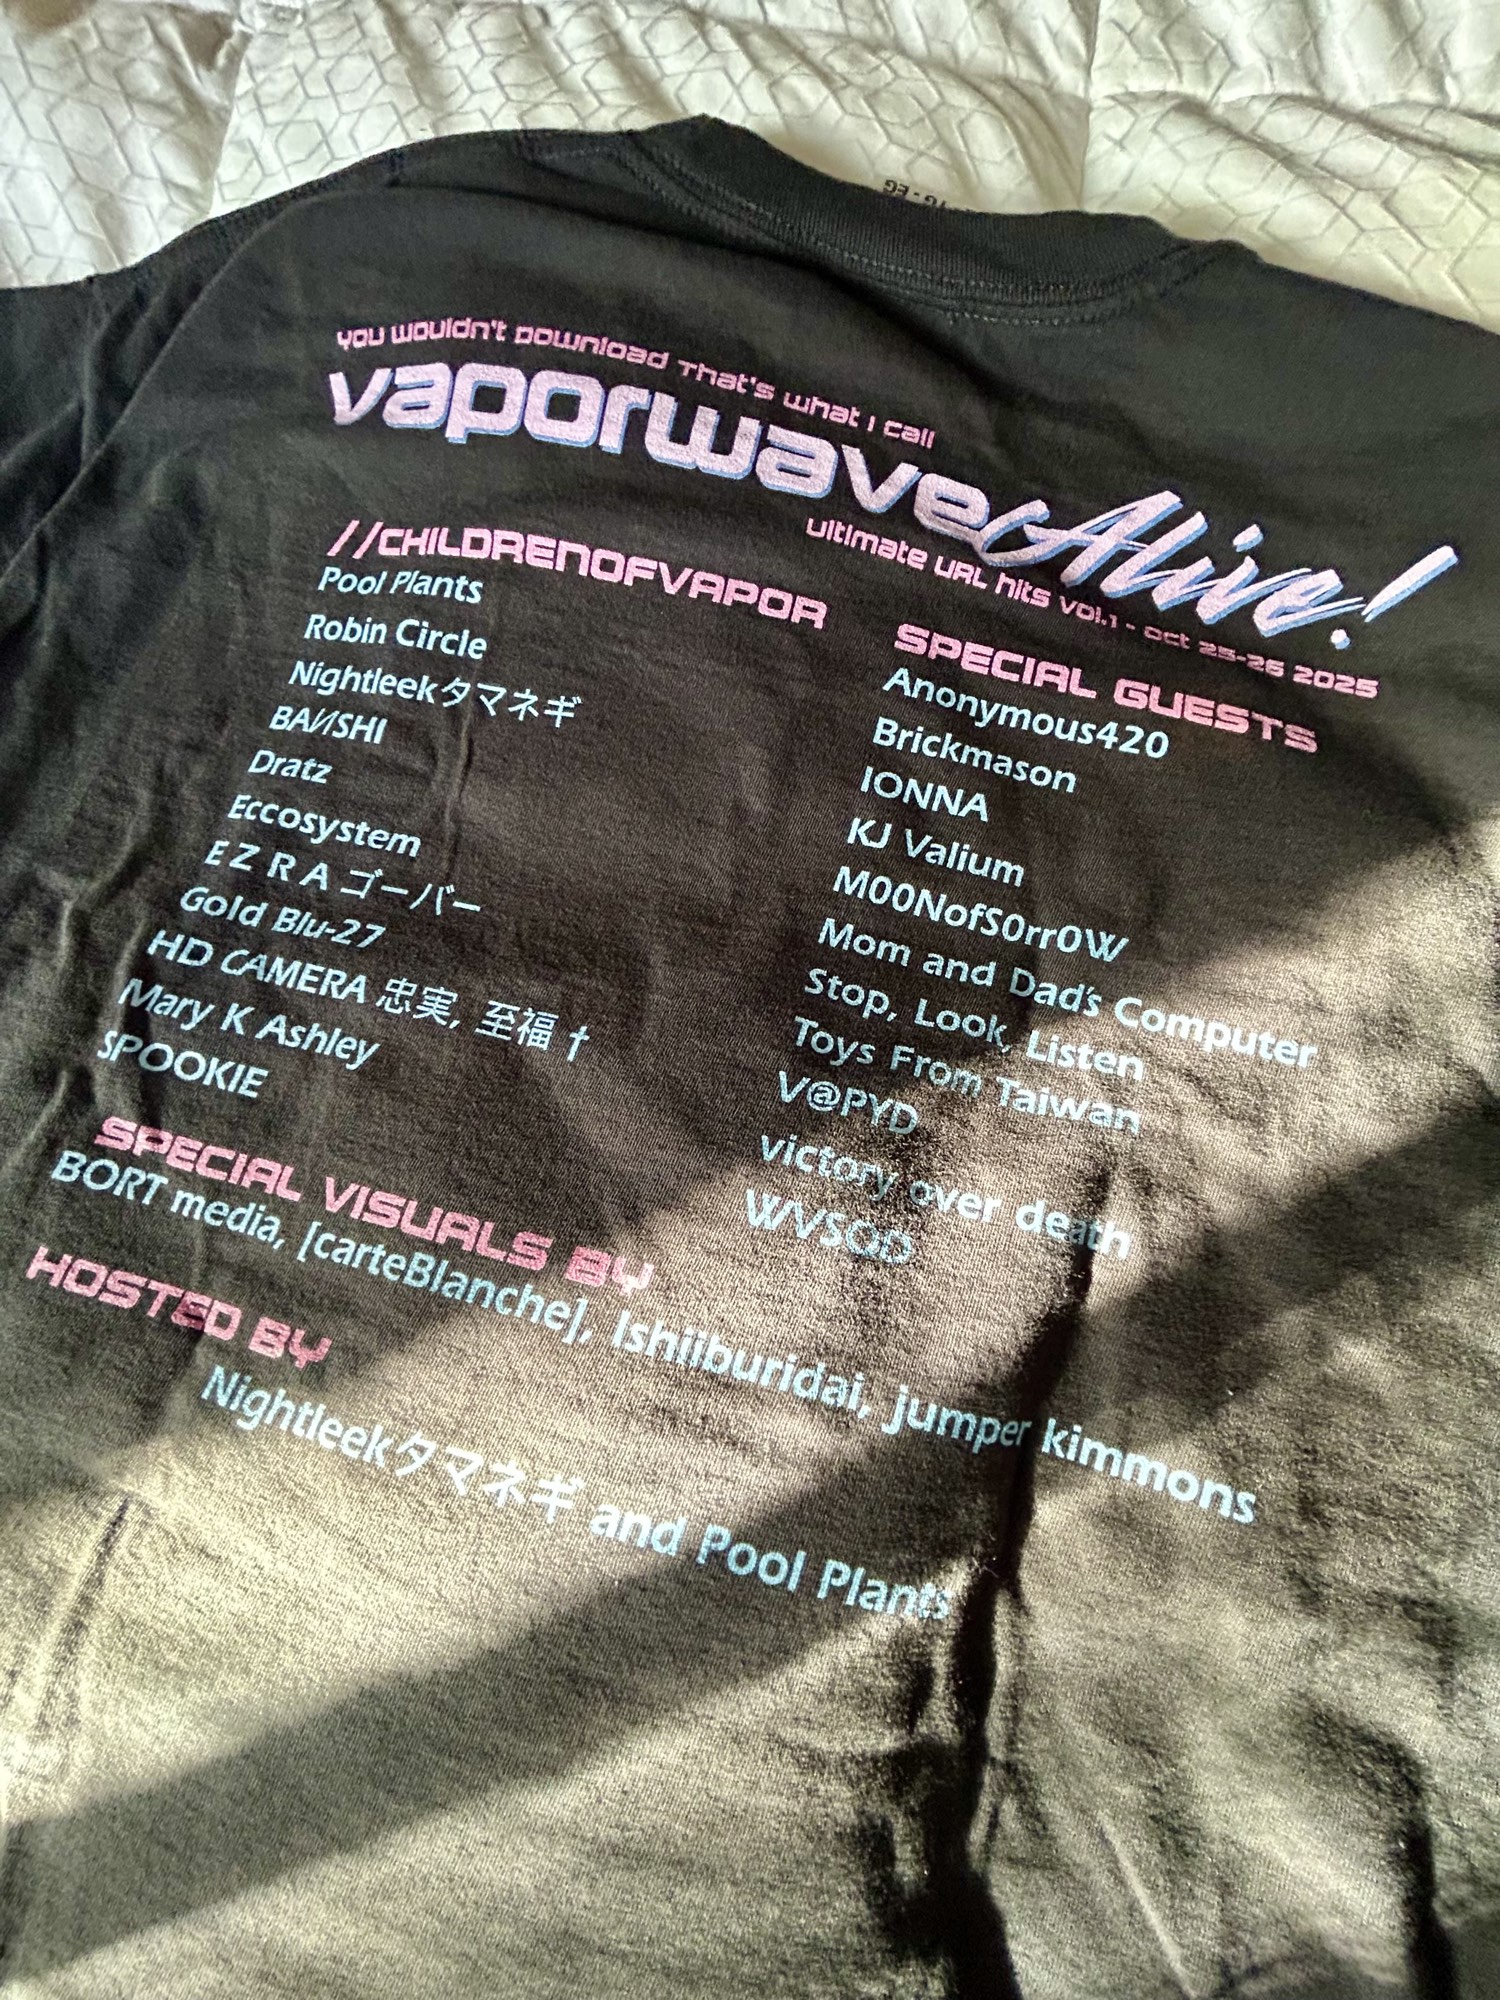 you wouldn't download That's what I call
vaporwave Alive!
ultimate URL hits vol.1 - oct 25-26 2025
//CHILDRENOFVAPOR
Pool Plants
Robin Circle
Nightleekタマネギ
BAИSHI
Dratz
Eccosystem
E Z R A ゴーバー
Gold Blu-27
HD CAMERA 忠実, 至福 †
Mary K Ashley
SPOOKIE
SPECIAL GUESTS
Anonymous420
Brickmason
IONNA
KJ Valium
M00NofS0rr0W
Mom and Dad's Computer
Stop, Look, Listen
Toys From Taiwan
V@PYD
victory over death
WVSQD
SPECIAL VISUALS BY
BORT media, [carteBlanche], Ishiiburidai, jumper kimmons
HOSTED BY
Nightleekタマネギ and Pool Plants